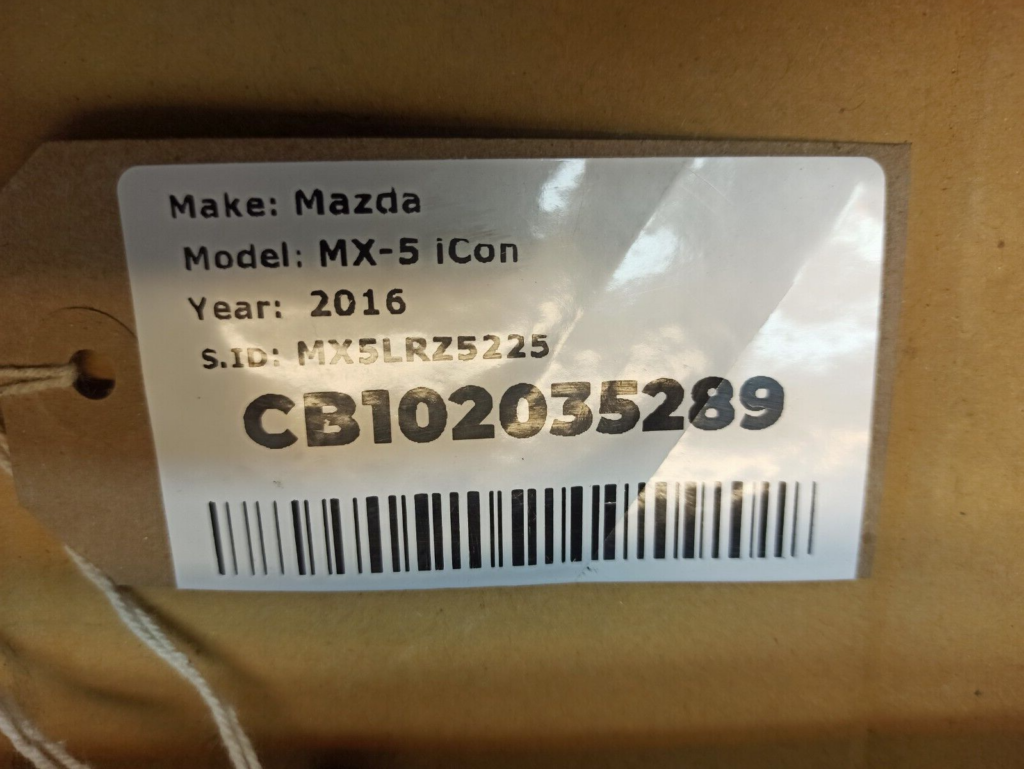 Make: Mazda
Model: MX-5 iCon
Year: 2016
S.ID: MX5LRZ5225
CB102035289